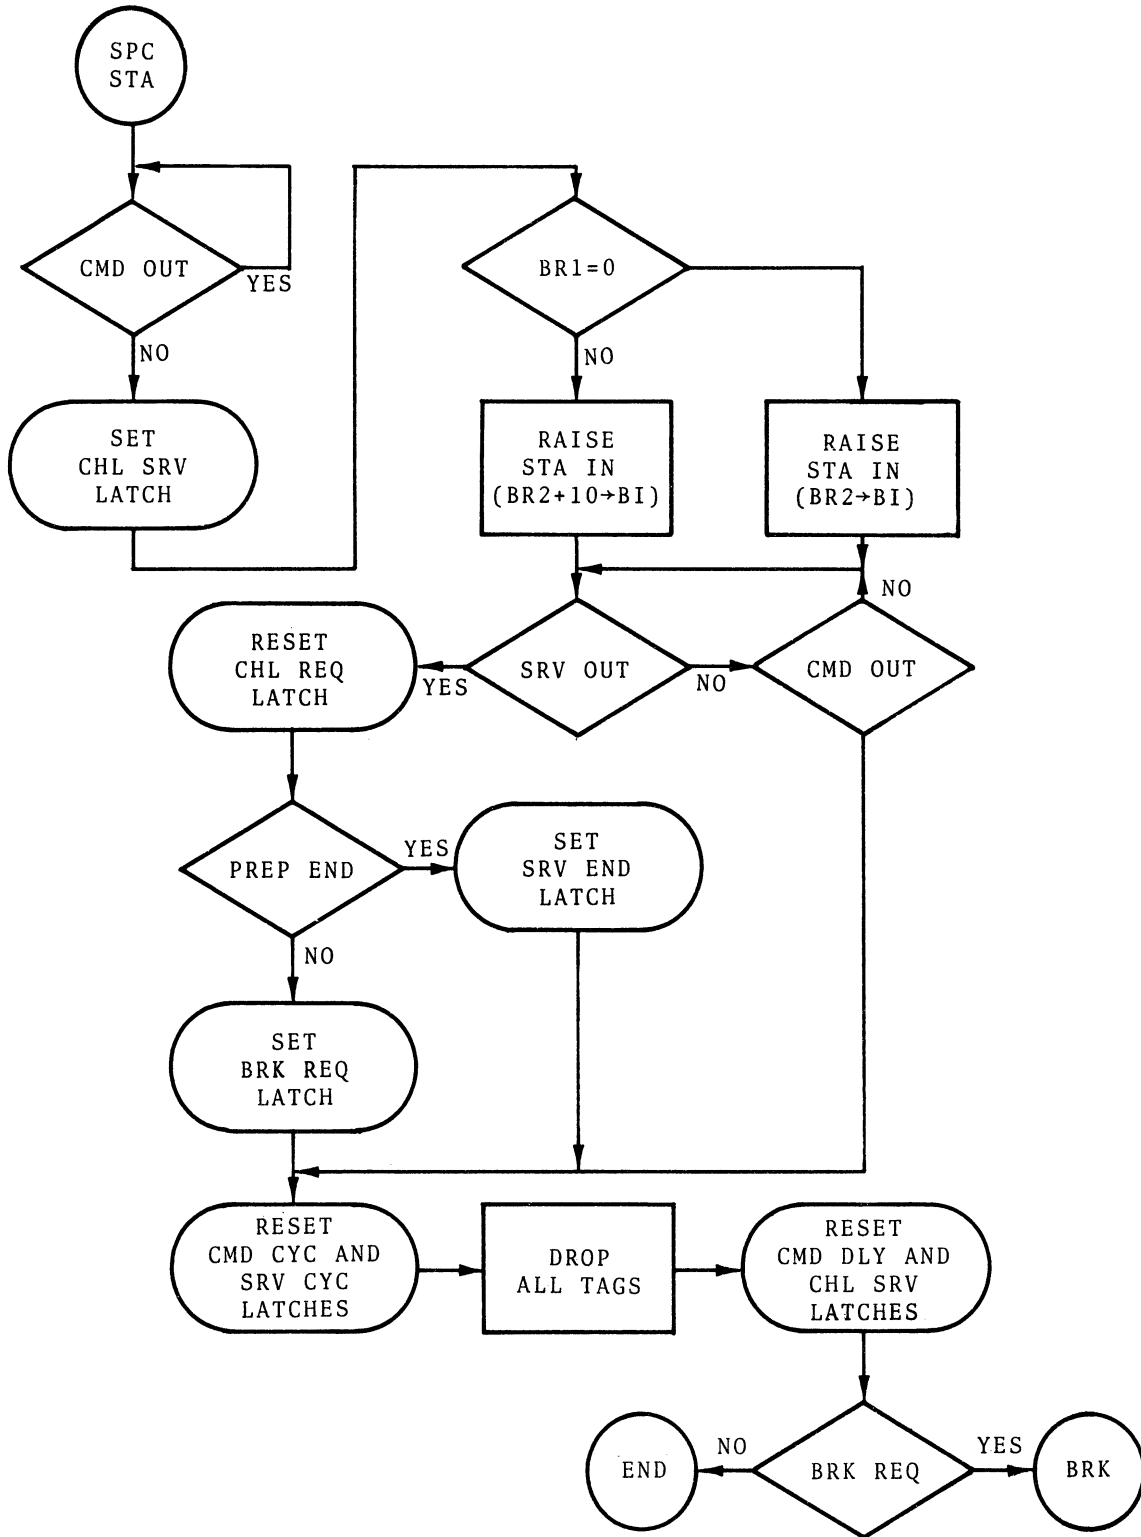 SPC
STA
CMD OUT
YES
NO
SET
CHL SRV
LATCH
BR1=0
NO
RAISE
STA IN
(BR2+10→BI)
RAISE
STA IN
(BR2→BI)
NO
RESET
CHL REQ
LATCH
YES
SRV OUT
NO
CMD OUT
PREP END
YES
SET
SRV END
LATCH
NO
SET
BRK REQ
LATCH
RESET
CMD CYC AND
SRV CYC
LATCHES
DROP
ALL TAGS
RESET
CMD DLY AND
CHL SRV
LATCHES
END
NO
BRK REQ
YES
BRK